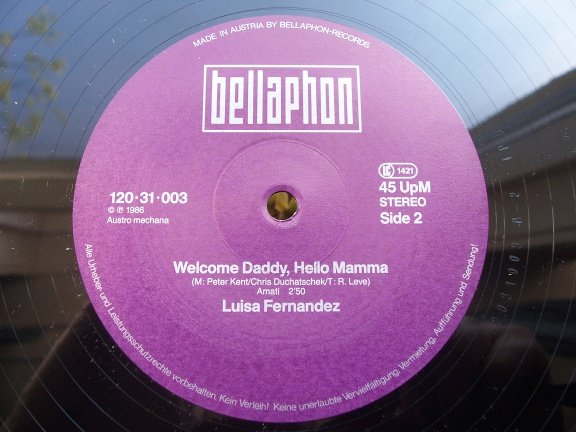 MADE IN AUSTRIA BY BELLAPHON-RECORDS
bellaphon
LC 1421
120·31·003
45 UpM
© ℗ 1986
STEREO
Austro mechana
Side 2
Welcome Daddy, Hello Mamma
(M: Peter Kent/Chris Duchatschek/T: R. Leve)
Amati 2'50
Luisa Fernandez
Alle Urheber und Leistungsschutzrechte vorbehalten. Kein Verleih! Keine unerlaubte Vervielfältigung, Vermietung, Aufführung und Sendung!